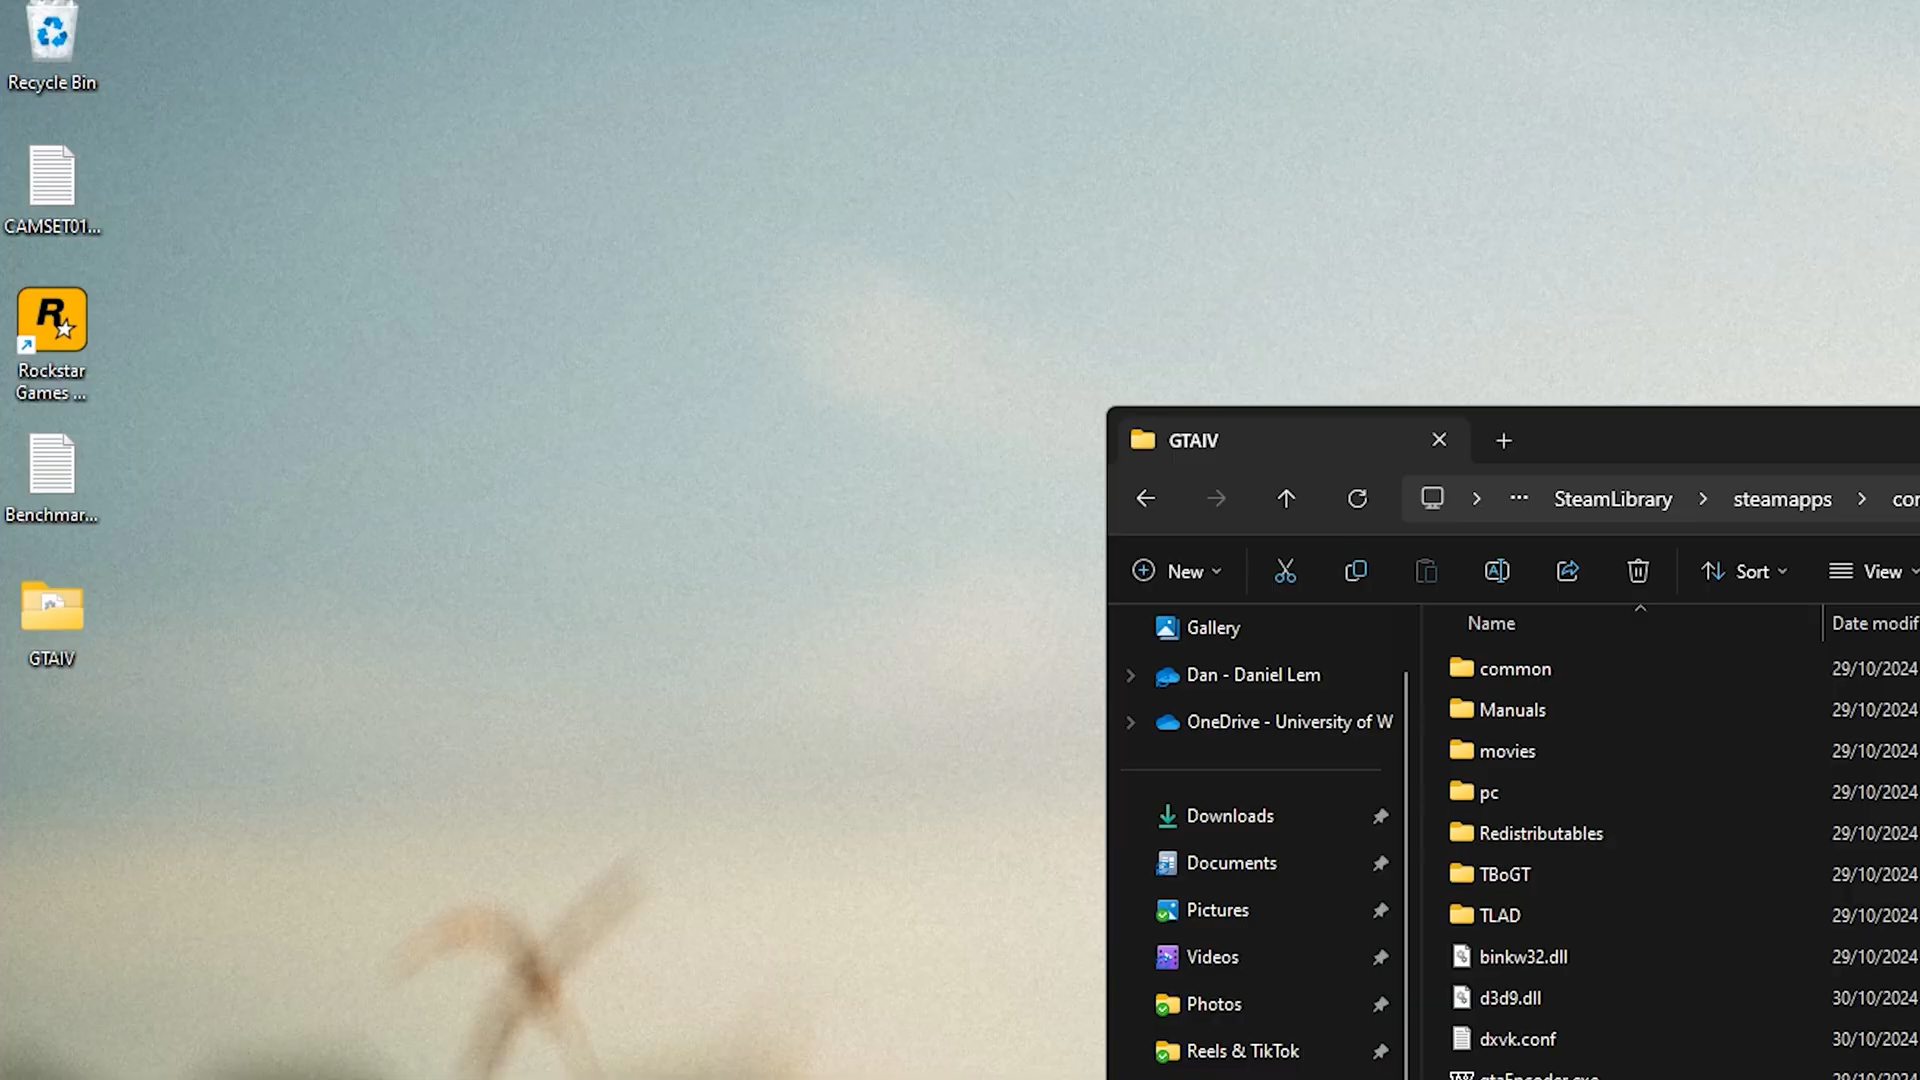 Recycle Bin
CAMSET01...
Rockstar
Games ...
Benchmar...
GTAIV
GTAIV
SteamLibrary
steamapps
New
Sort
View
Gallery
Dan - Daniel Lem
OneDrive - University of W
Downloads
Documents
Pictures
Videos
Photos
Reels & TikTok
Name
Date modif
common
29/10/2024
Manuals
29/10/2024
movies
29/10/2024
pc
29/10/2024
Redistributables
29/10/2024
TBoGT
29/10/2024
TLAD
29/10/2024
binkw32.dll
29/10/2024
d3d9.dll
30/10/2024
dxvk.conf
30/10/2024